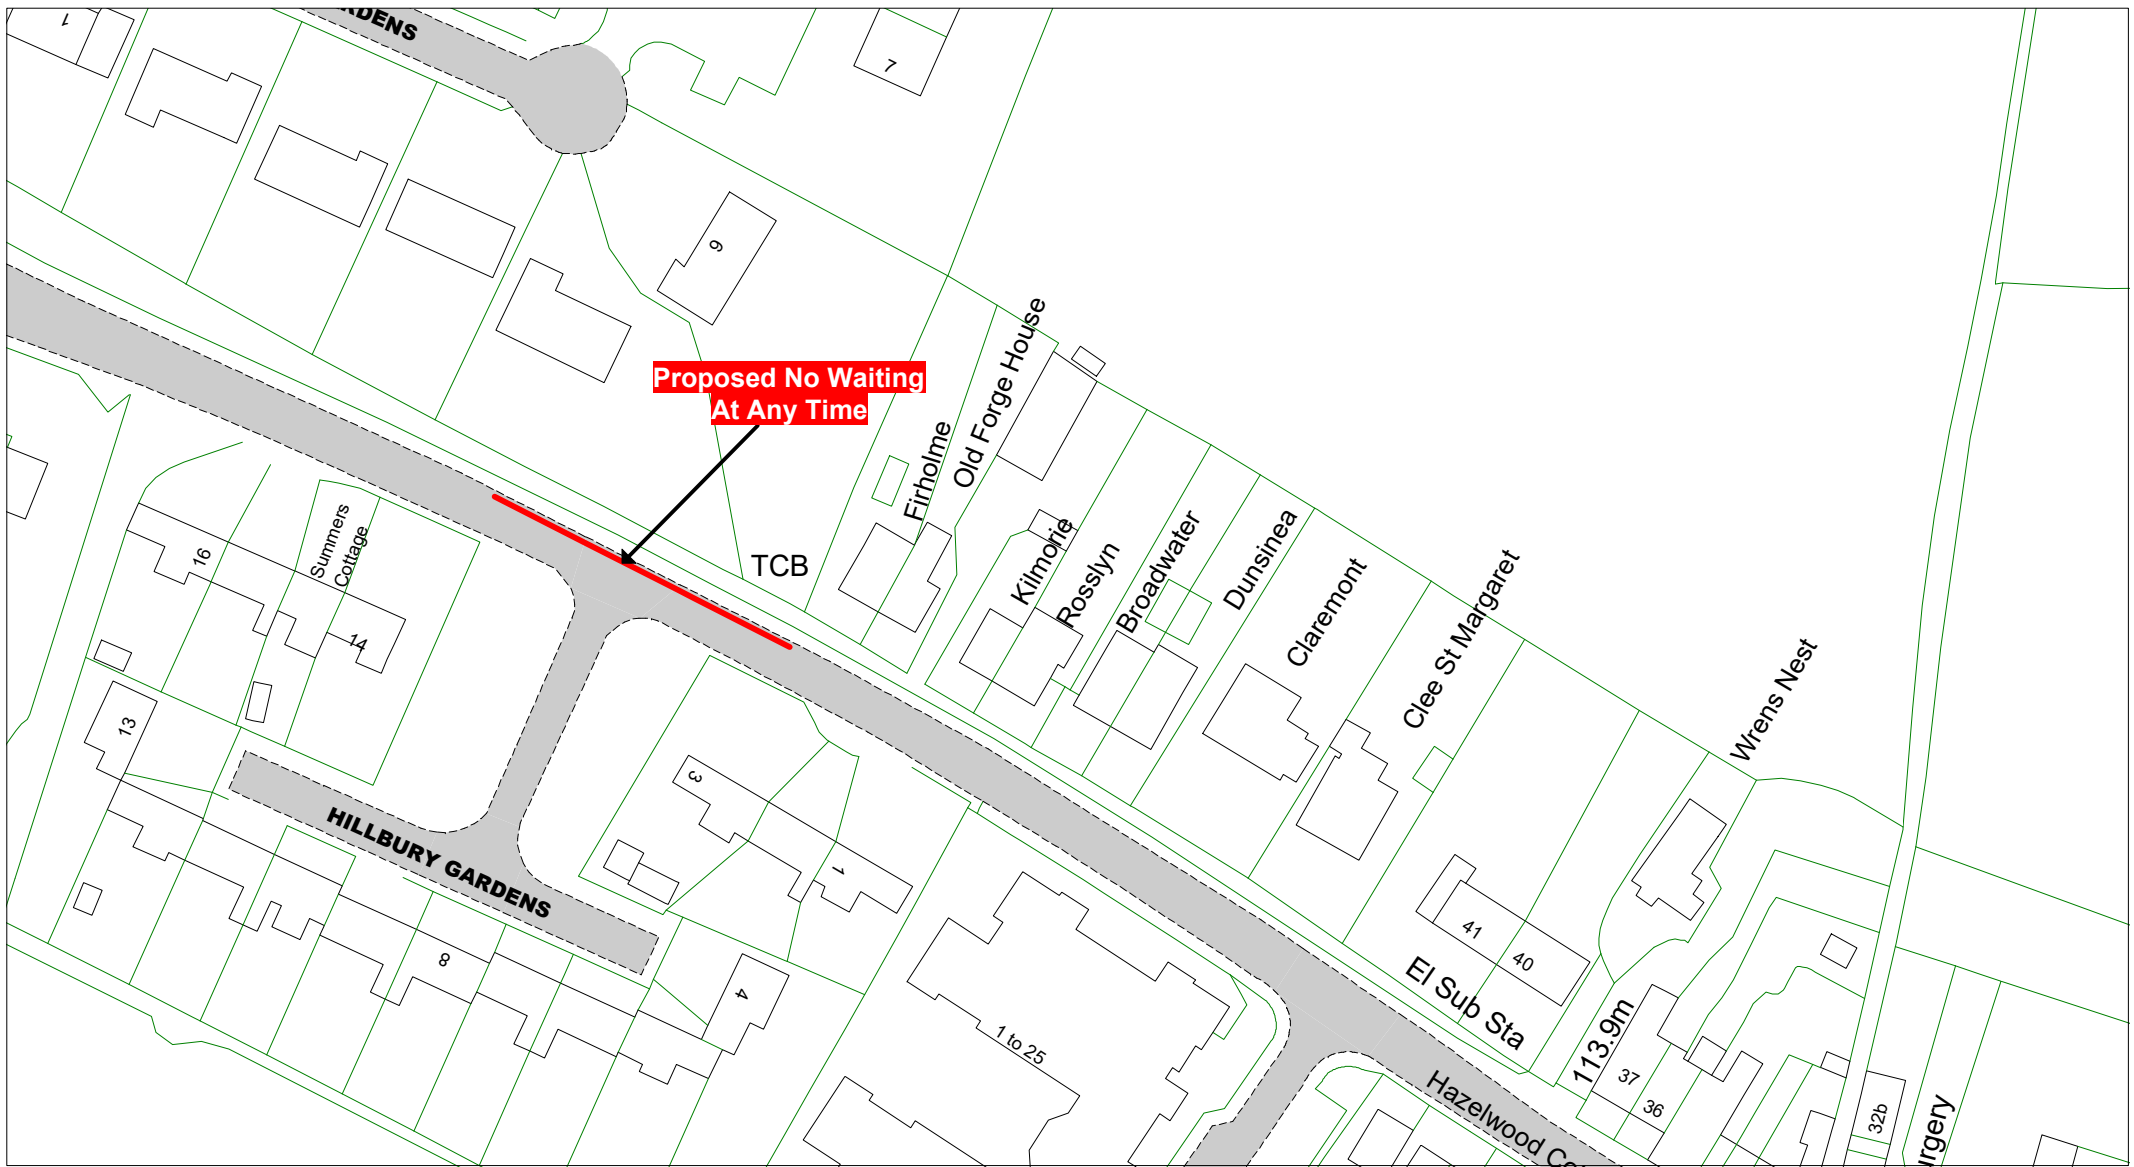 1
7
6
Proposed No Waiting
At Any Time
Old Forge House
Firholme
TCB
Kilmorie
Rosslyn
Broadwater
Dunsinea
Claremont
Clee St Margaret
Wrens Nest
16
Summers
Cottage
14
13
3
1
HILLBURY GARDENS
8
4
1 to 25
41
40
El Sub Sta
113.9m
37
36
32b
Hazelwood